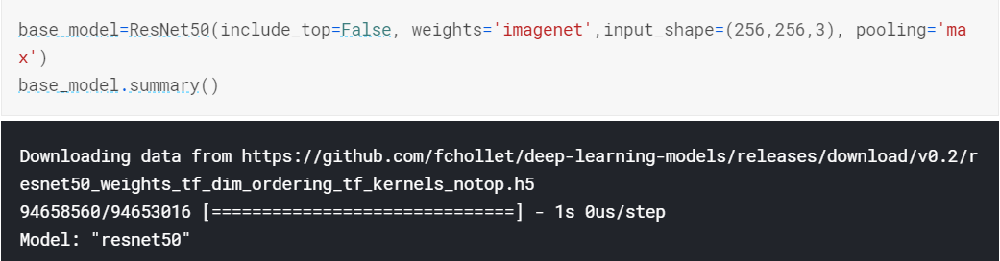 base_model=ResNet50(include_top=False, weights='imagenet',input_shape=(256,256,3), pooling='ma
x')
base_model.summary()
Downloading data from https://github.com/fchollet/deep-learning-models/releases/download/v0.2/r
esnet50_weights_tf_dim_ordering_tf_kernels_notop.h5
94658560/94653016 [==============================] - 1s 0us/step
Model: "resnet50"